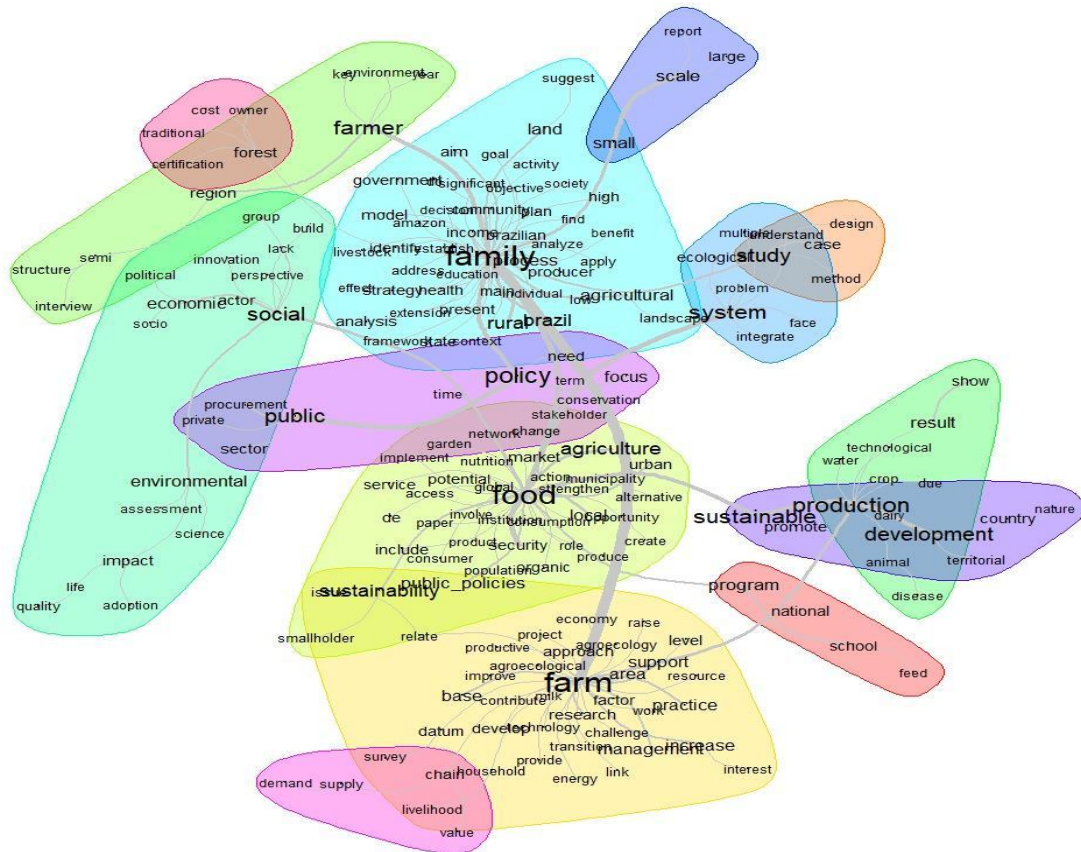 report
large
scale
small
key
environment
year
suggest
cost
owner
traditional
forest
certification
farmer
region
land
aim
goal
activity
government
significant
objective
society
high
model
decision
community
plan
find
amazon
income
brazilian
benefit
identify
establish
analyze
livestock
family
process
apply
address
education
producer
effect
strategy
health
main
individual
low
agricultural
extension
present
landscape
analysis
rural
brazil
framework
state
context
multiple
understand
design
ecological
study
case
method
problem
system
face
integrate
group
build
lack
structure
semi
innovation
political
perspective
interview
economic
actor
socio
social
need
policy
term
focus
time
conservation
procurement
public
stakeholder
private
sector
network
change
garden
agriculture
implement
nutrition
market
urban
service
potential
action
municipality
access
global
food
strengthen
alternative
de
paper
involve
institution
consumption
local
opportunity
include
product
security
role
create
consumer
produce
population
organic
public_policies
issue
sustainability
smallholder
relate
environmental
assessment
science
impact
life
quality
adoption
show
result
technological
water
crop
due
production
sustainable
promote
dairy
country
nature
development
animal
territorial
disease
program
national
school
feed
economy
raise
project
agroecology
level
productive
approach
support
agroecological
area
resource
improve
farm
base
contribute
milk
factor
work
practice
research
datum
develop
technology
challenge
transition
management
increase
survey
provide
household
energy
link
interest
demand
supply
chain
livelihood
value